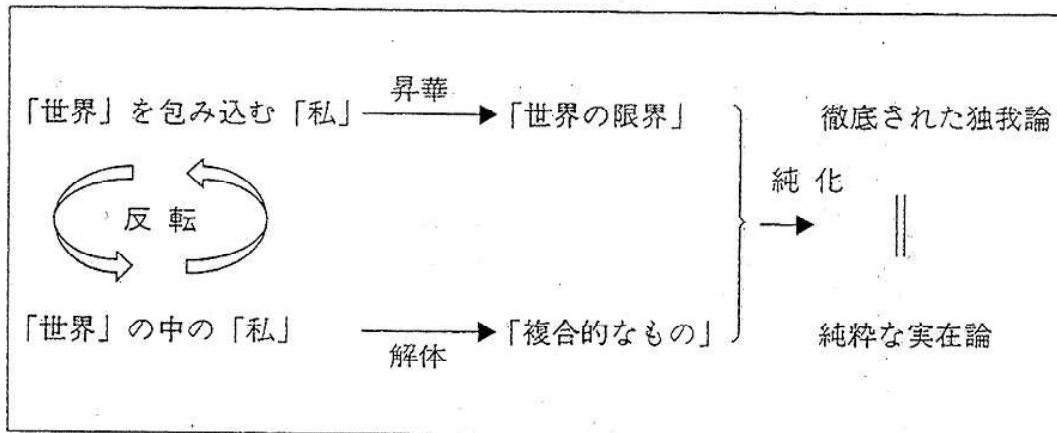 昇華
「世界」を包み込む「私」 「世界の限界」 徹底された独我論
純化
反転
「世界」の中の「私」 「複合的なもの」 純粋な実在論
解体